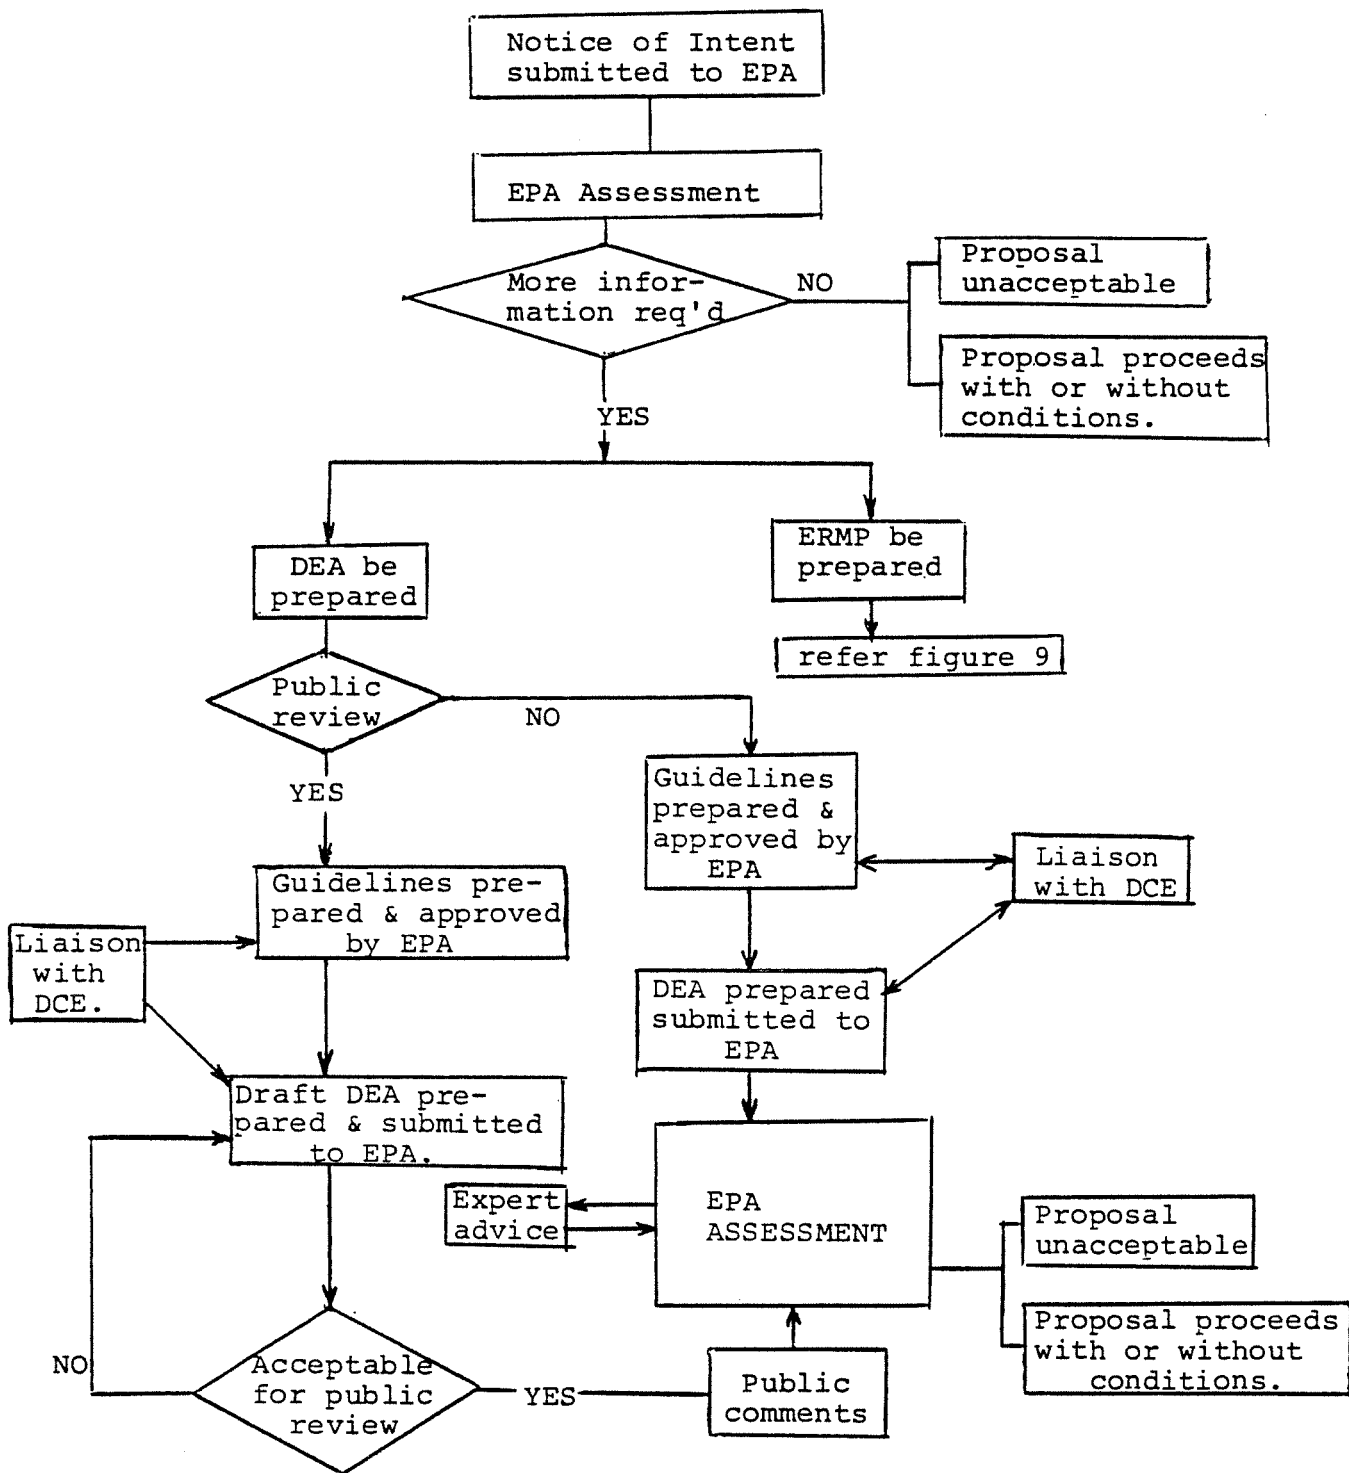 Notice of Intent
submitted to EPA
EPA Assessment
More infor-
mation req'd
NO
Proposal
unacceptable
Proposal proceeds
with or without
conditions.
YES
DEA be
prepared
ERMP be
prepared
refer figure 9
Public
review
NO
YES
Guidelines
prepared &
approved by
EPA
Liaison
with DCE
Guidelines pre-
pared & approved
by EPA
Liaison
with
DCE.
DEA prepared
submitted to
EPA
Draft DEA pre-
pared & submitted
to EPA.
Expert
advice
EPA
ASSESSMENT
Proposal
unacceptable
Proposal proceeds
with or without
conditions.
NO
Acceptable
for public
review
YES
Public
comments